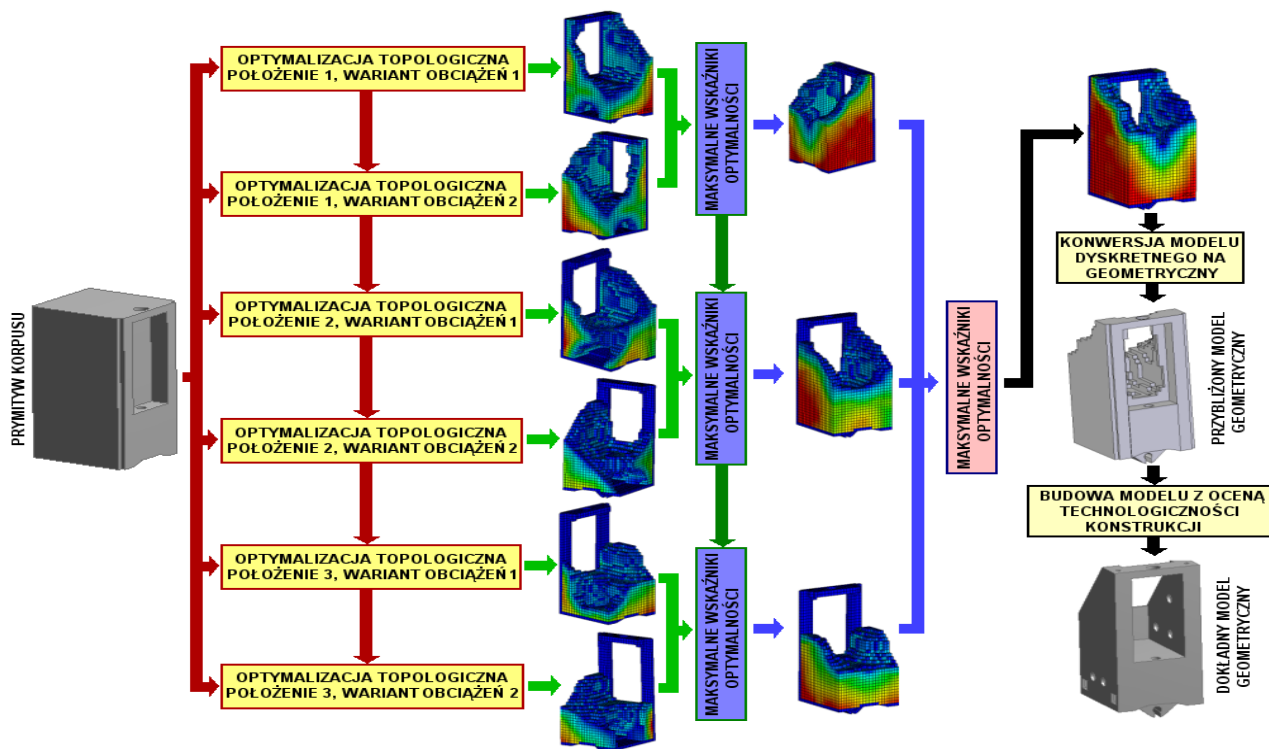 PRYMITYW KORPUSU
OPTYMALIZACJA TOPOLOGICZNA
POŁOŻENIE 1, WARIANT OBCIĄŻEŃ 1
OPTYMALIZACJA TOPOLOGICZNA
POŁOŻENIE 1, WARIANT OBCIĄŻEŃ 2
OPTYMALIZACJA TOPOLOGICZNA
POŁOŻENIE 2, WARIANT OBCIĄŻEŃ 1
OPTYMALIZACJA TOPOLOGICZNA
POŁOŻENIE 2, WARIANT OBCIĄŻEŃ 2
OPTYMALIZACJA TOPOLOGICZNA
POŁOŻENIE 3, WARIANT OBCIĄŻEŃ 1
OPTYMALIZACJA TOPOLOGICZNA
POŁOŻENIE 3, WARIANT OBCIĄŻEŃ 2
MAKSYMALNE WSKAŹNIKI
OPTYMALNOŚCI
MAKSYMALNE WSKAŹNIKI
OPTYMALNOŚCI
MAKSYMALNE WSKAŹNIKI
OPTYMALNOŚCI
MAKSYMALNE WSKAŹNIKI
OPTYMALNOŚCI
KONWERSJA MODELU
DYSKRETNEGO NA
GEOMETRYCZNY
PRZYBLIŻONY MODEL
GEOMETRYCZNY
BUDOWA MODELU Z OCENĄ
TECHNOLOGICZNOŚCI
KONSTRUKCJI
DOKŁADNY MODEL
GEOMETRYCZNY